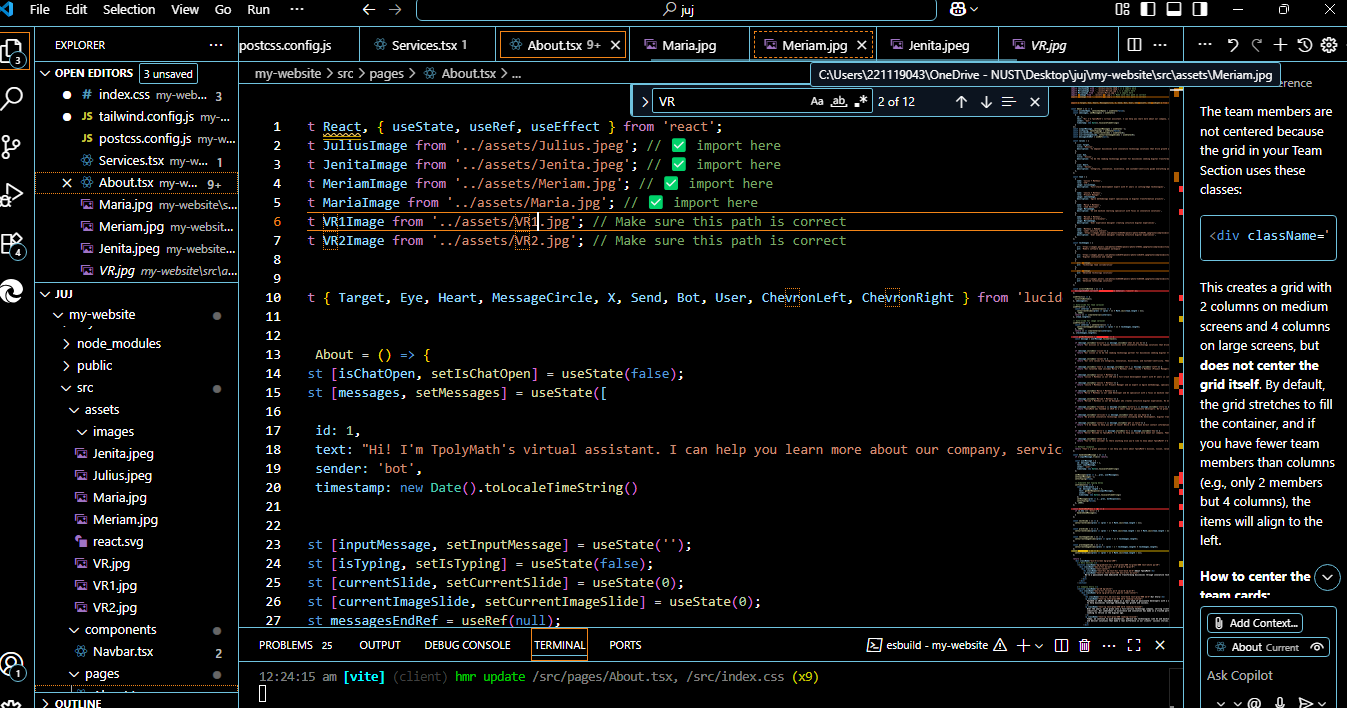 File Edit Selection View Go Run ···
juj
EXPLORER ···
postcss.config.js
Services.tsx 1
About.tsx 9+
Maria.jpg
Meriam.jpg
Jenita.jpeg
VR.jpg
OPEN EDITORS 3 unsaved
# index.css my-web... 3
JS tailwind.config.js my-...
JS postcss.config.js my-w...
Services.tsx my-w... 1
About.tsx my-w... 9+
Maria.jpg my-website\s...
Meriam.jpg my-websit...
Jenita.jpeg my-website...
VR.jpg my-website\src\a...
JUJ
my-website
node_modules
public
src
assets
images
Jenita.jpeg
Julius.jpeg
Maria.jpg
Meriam.jpg
react.svg
VR.jpg
VR1.jpg
VR2.jpg
components
Navbar.tsx 2
pages
OUTLINE
3
4
1
my-website > src > pages > About.tsx > ...
C:\Users\221119043\OneDrive - NUST\Desktop\juj\my-website\src\assets\Meriam.jpg
VR Aa ab .* 2 of 12
1 t React, { useState, useRef, useEffect } from 'react';
2 t JuliusImage from '../assets/Julius.jpeg'; // ✅ import here
3 t JenitaImage from '../assets/Jenita.jpeg'; // ✅ import here
4 t MeriamImage from '../assets/Meriam.jpg'; // ✅ import here
5 t MariaImage from '../assets/Maria.jpg'; // ✅ import here
6 t VR1Image from '../assets/VR1.jpg'; // Make sure this path is correct
7 t VR2Image from '../assets/VR2.jpg'; // Make sure this path is correct
8
9
10 t { Target, Eye, Heart, MessageCircle, X, Send, Bot, User, ChevronLeft, ChevronRight } from 'lucid
11
12
13 About = () => {
14 st [isChatOpen, setIsChatOpen] = useState(false);
15 st [messages, setMessages] = useState([
16
17 id: 1,
18 text: "Hi! I'm TpolyMath's virtual assistant. I can help you learn more about our company, servic
19 sender: 'bot',
20 timestamp: new Date().toLocaleTimeString()
21
22
23 st [inputMessage, setInputMessage] = useState('');
24 st [isTyping, setIsTyping] = useState(false);
25 st [currentSlide, setCurrentSlide] = useState(0);
26 st [currentImageSlide, setCurrentImageSlide] = useState(0);
27 st messagesEndRef = useRef(null);
PROBLEMS 25 OUTPUT DEBUG CONSOLE TERMINAL PORTS
esbuild - my-website
12:24:15 am [vite] (client) hmr update /src/pages/About.tsx, /src/index.css (x9)
erence
The team members are
not centered because
the grid in your Team
Section uses these
classes:
<div className='
This creates a grid with
2 columns on medium
screens and 4 columns
on large screens, but
does not center the
grid itself. By default,
the grid stretches to fill
the container, and if
you have fewer team
members than columns
(e.g., only 2 members
but 4 columns), the
items will align to the
left.
How to center the
team cards:
Add Context...
About Current
Ask Copilot